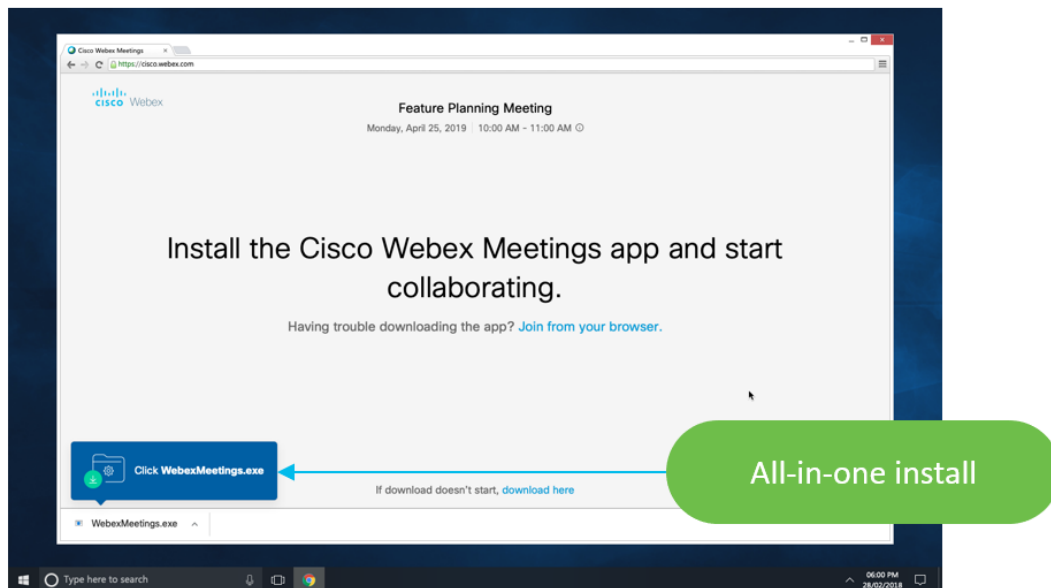 Cisco Webex Meetings
https://cisco.webex.com
CISCO Webex
Feature Planning Meeting
Monday, April 25, 2019 | 10:00 AM - 11:00 AM
Install the Cisco Webex Meetings app and start
collaborating.
Having trouble downloading the app? Join from your browser.
Click WebexMeetings.exe
All-in-one install
If download doesn't start, download here
WebexMeetings.exe
Type here to search
06:00 PM
28/02/2018